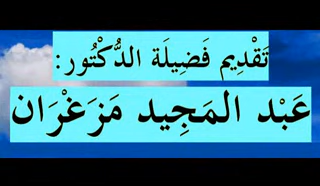 تَقْدِيم فَضِيلَة الدُّكْتُور:
عَبْد المَجِيد مَزَغْرَان